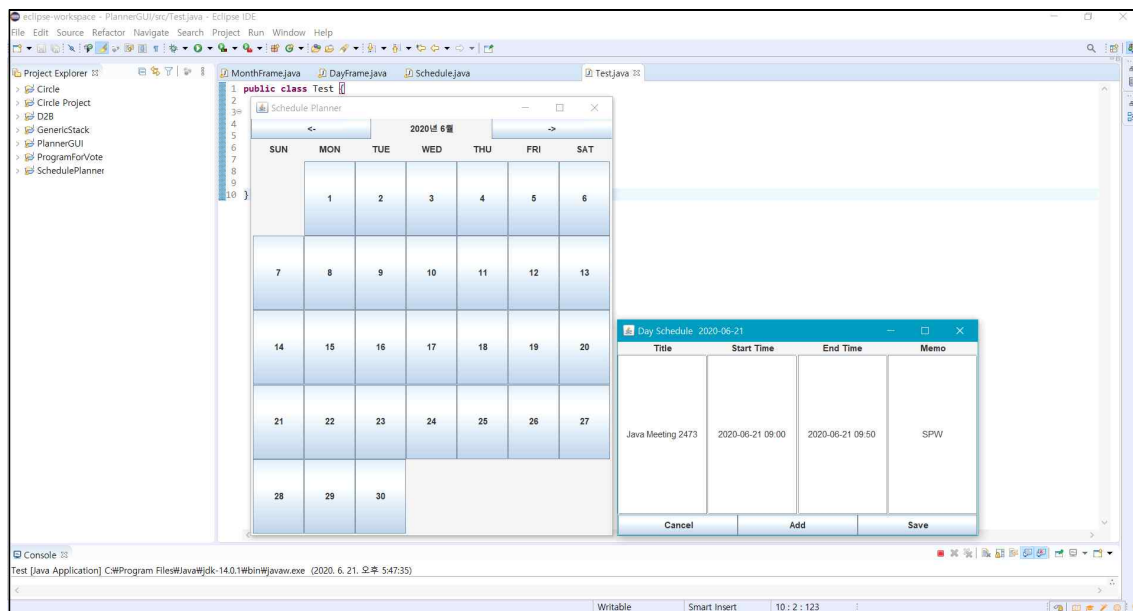 eclipse-workspace - PlannerGUI/src/Test.java - Eclipse IDE
File Edit Source Refactor Navigate Search Project Run Window Help
Project Explorer
MonthFrame.java DayFrame.java Schedule.java Test.java
Circle
Circle Project
D2B
GenericStack
PlannerGUI
ProgramForVote
SchedulePlanner
1 public class Test {
2
3
4
5
6
7
8
9
10 }
Schedule Planner
<- 2020년 6월 ->
SUN MON TUE WED THU FRI SAT
1 2 3 4 5 6
7 8 9 10 11 12 13
14 15 16 17 18 19 20
21 22 23 24 25 26 27
28 29 30
Day Schedule 2020-06-21
Title Start Time End Time Memo
Java Meeting 2473 2020-06-21 09:00 2020-06-21 09:50 SPW
Cancel Add Save
Console
Test [Java Application] C:₩Program Files₩Java₩jdk-14.0.1₩bin₩javaw.exe (2020. 6. 21. 오후 5:47:35)
Writable Smart Insert 10 : 2 : 123